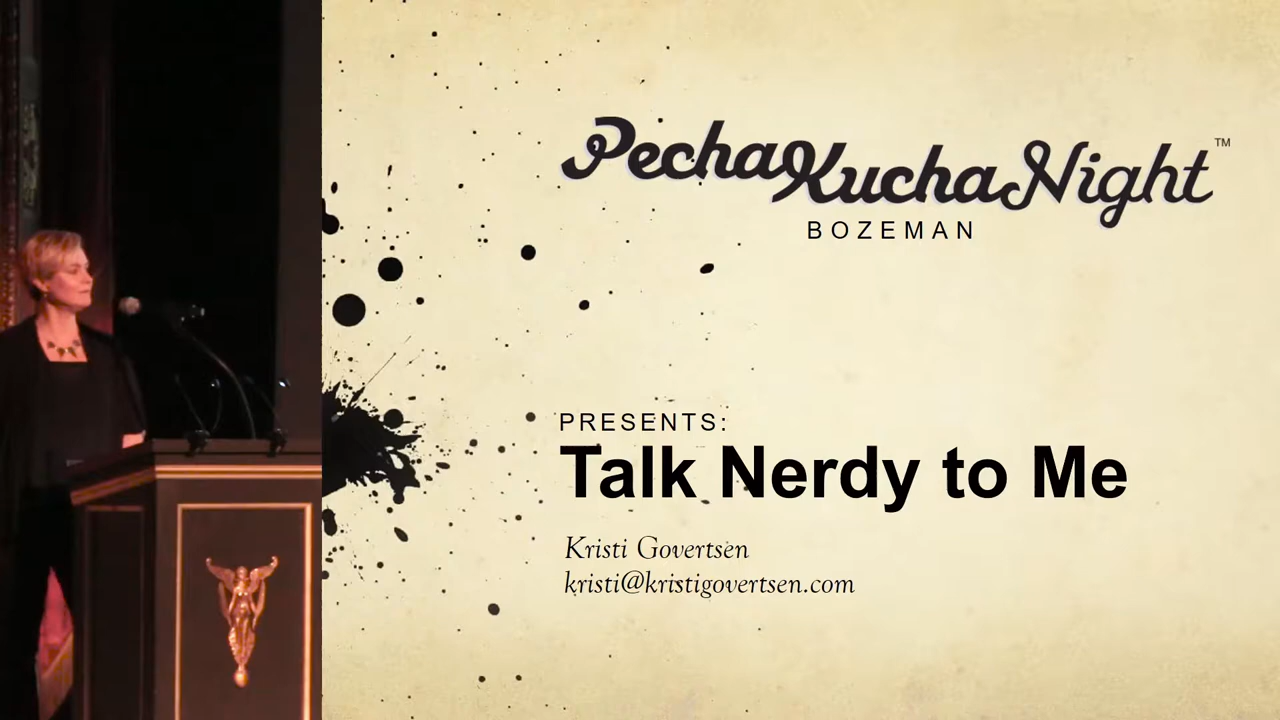 PechaKuchaNight™
BOZEMAN
PRESENTS:
Talk Nerdy to Me
Kristi Govertsen
kristi@kristigovertsen.com